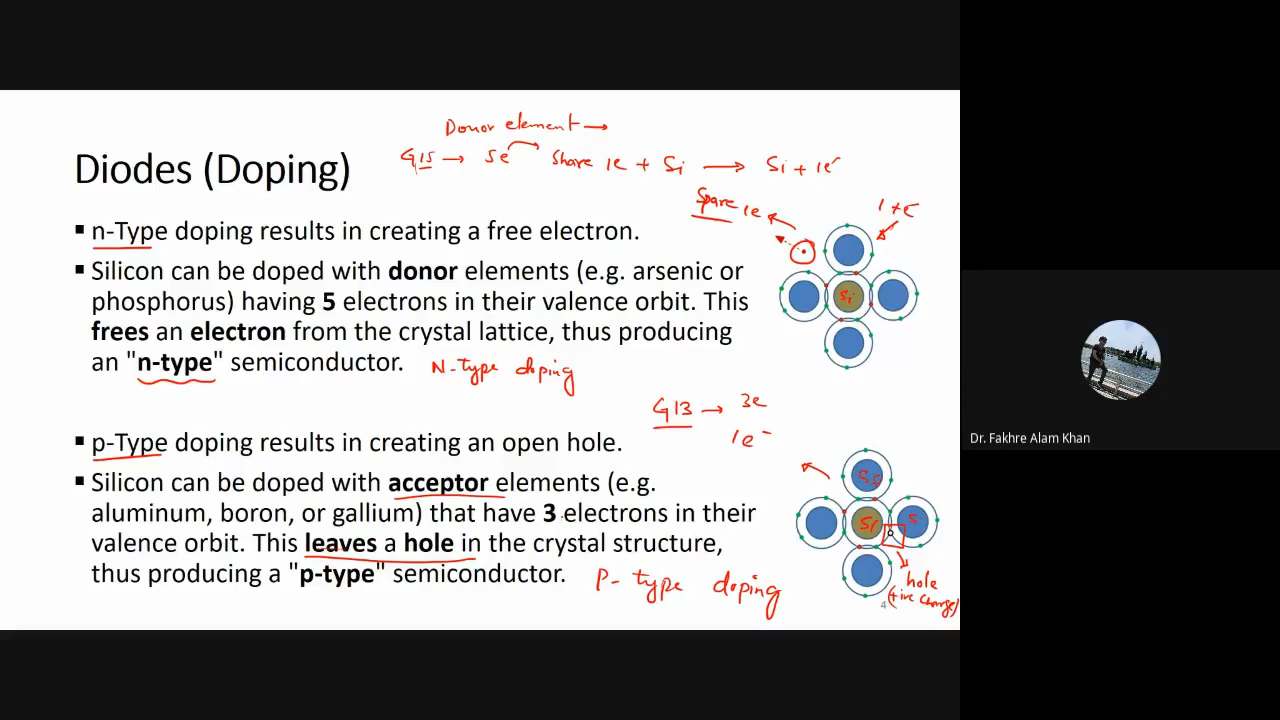 Donor element →
G15 → 5e Share 1e + Si → Si + 1e-
Diodes (Doping)
Spare 1e
1+e-
n-Type doping results in creating a free electron.
Silicon can be doped with donor elements (e.g. arsenic or
phosphorus) having 5 electrons in their valence orbit. This
frees an electron from the crystal lattice, thus producing
an "n-type" semiconductor.
N-type doping
Si
G13 → 3e
1e-
p-Type doping results in creating an open hole.
Silicon can be doped with acceptor elements (e.g.
aluminum, boron, or gallium) that have 3 electrons in their
valence orbit. This leaves a hole in the crystal structure,
thus producing a "p-type" semiconductor.
P-type doping
Si
Si
hole
(+ive charge)
4
Dr. Fakhre Alam Khan